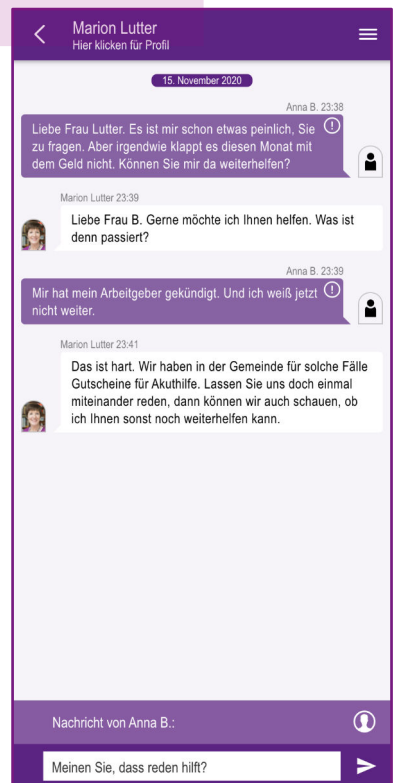 Marion Lutter
Hier klicken für Profil
15. November 2020
Anna B. 23:38
Liebe Frau Lutter. Es ist mir schon etwas peinlich, Sie
zu fragen. Aber irgendwie klappt es diesen Monat mit
dem Geld nicht. Können Sie mir da weiterhelfen?
Marion Lutter 23:39
Liebe Frau B. Gerne möchte ich Ihnen helfen. Was ist
denn passiert?
Anna B. 23:39
Mir hat mein Arbeitgeber gekündigt. Und ich weiß jetzt
nicht weiter.
Marion Lutter 23:41
Das ist hart. Wir haben in der Gemeinde für solche Fälle
Gutscheine für Akuthilfe. Lassen Sie uns doch einmal
miteinander reden, dann können wir auch schauen, ob
ich Ihnen sonst noch weiterhelfen kann.
Nachricht von Anna B.:
Meinen Sie, dass reden hilft?